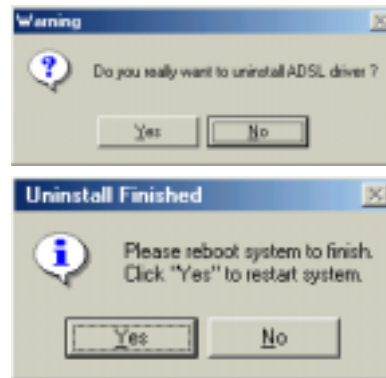 Warning
Do you really want to uninstall ADSL driver ?
Yes No
Uninstall Finished
Please reboot system to finish.
Click "Yes" to restart system.
Yes No